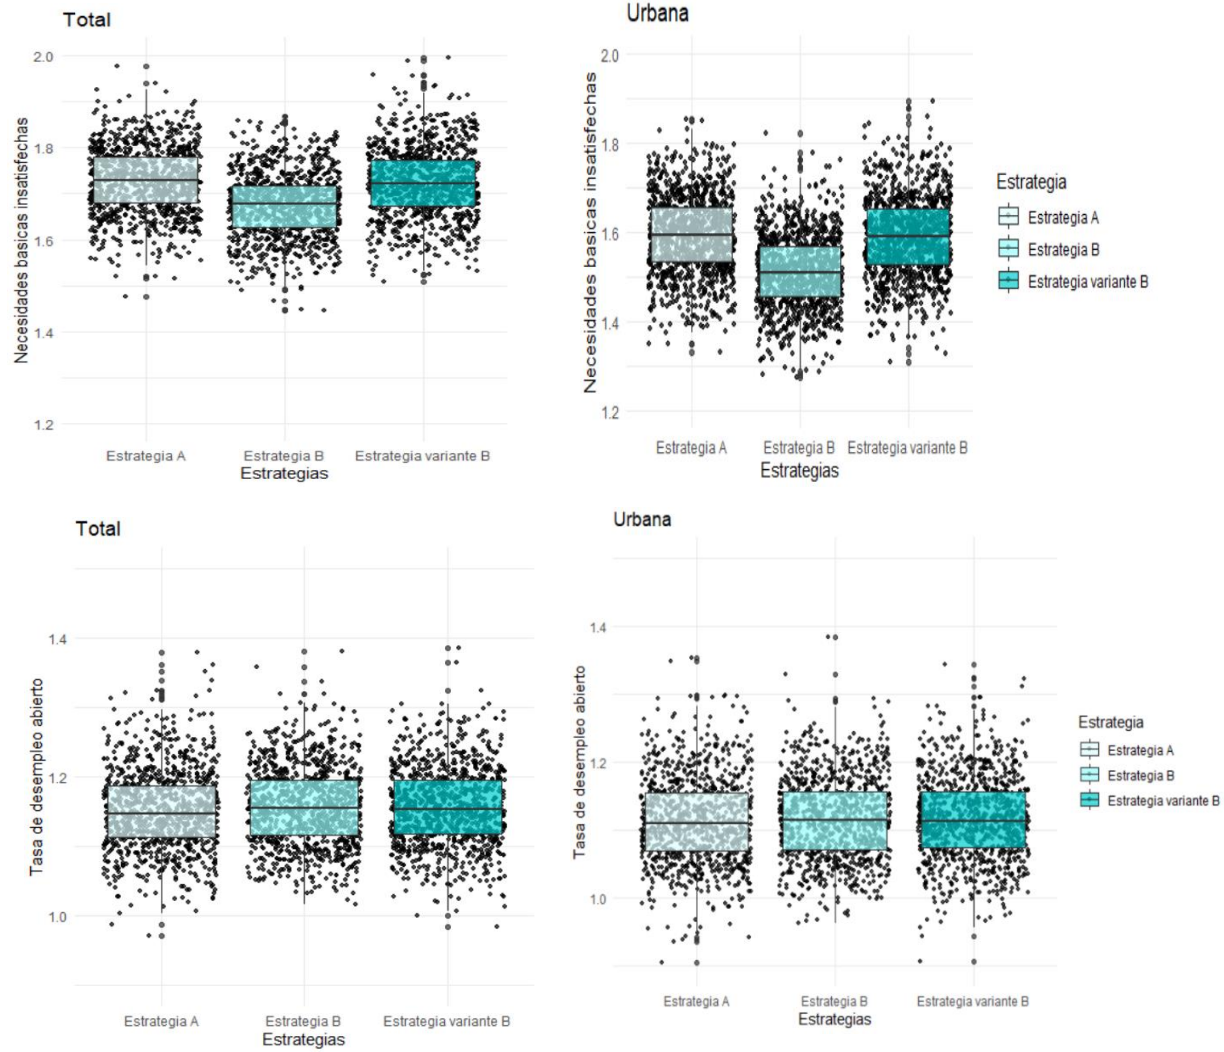 Total
Necesidades basicas insatisfechas
2.0
1.8
1.6
1.4
1.2
Estrategia A
Estrategia B
Estrategia variante B
Estrategias
Urbana
Necesidades basicas insatisfechas
2.0
1.8
1.6
1.4
1.2
Estrategia A
Estrategia B
Estrategia variante B
Estrategias
Estrategia
Estrategia A
Estrategia B
Estrategia variante B
Total
Tasa de desempleo abierto
1.4
1.2
1.0
Estrategia A
Estrategia B
Estrategia variante B
Estrategias
Urbana
Tasa de desempleo abierto
1.4
1.2
1.0
Estrategia A
Estrategia B
Estrategia variante B
Estrategias
Estrategia
Estrategia A
Estrategia B
Estrategia variante B